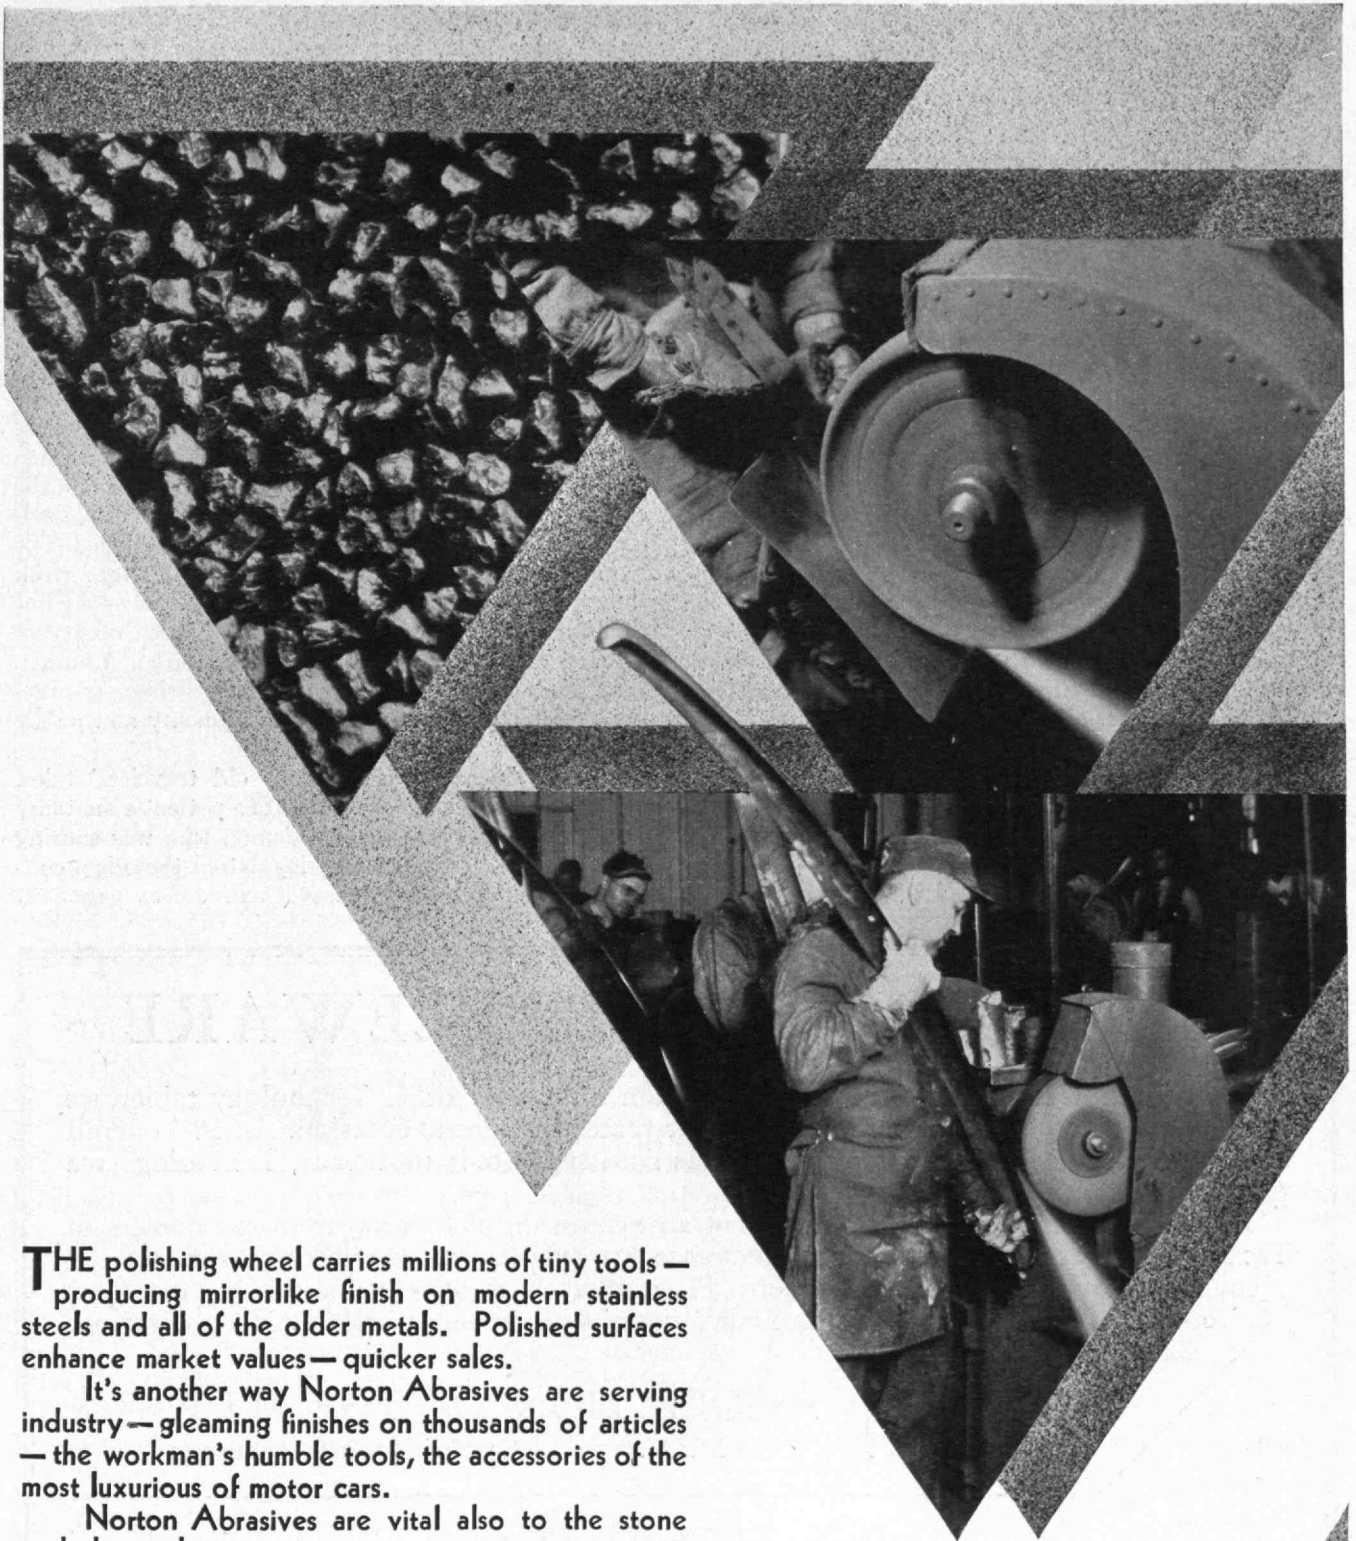 THE polishing wheel carries millions of tiny tools —
producing mirrorlike finish on modern stainless
steels and all of the older metals. Polished surfaces
enhance market values — quicker sales.
It's another way Norton Abrasives are serving
industry — gleaming finishes on thousands of articles
— the workman's humble tools, the accessories of the
most luxurious of motor cars.
Norton Abrasives are vital also to the stone